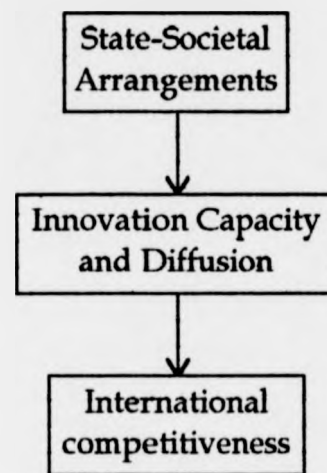 State-Societal
Arrangements
Innovation Capacity
and Diffusion
International
competitiveness